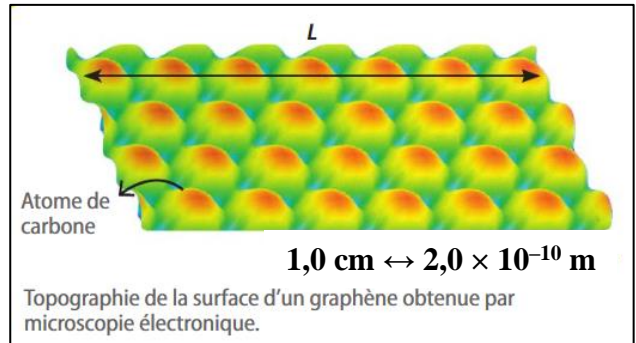 L
Atome de
carbone
1,0 cm ↔ 2,0 × 10⁻¹⁰ m
Topographie de la surface d'un graphène obtenue par
microscopie électronique.